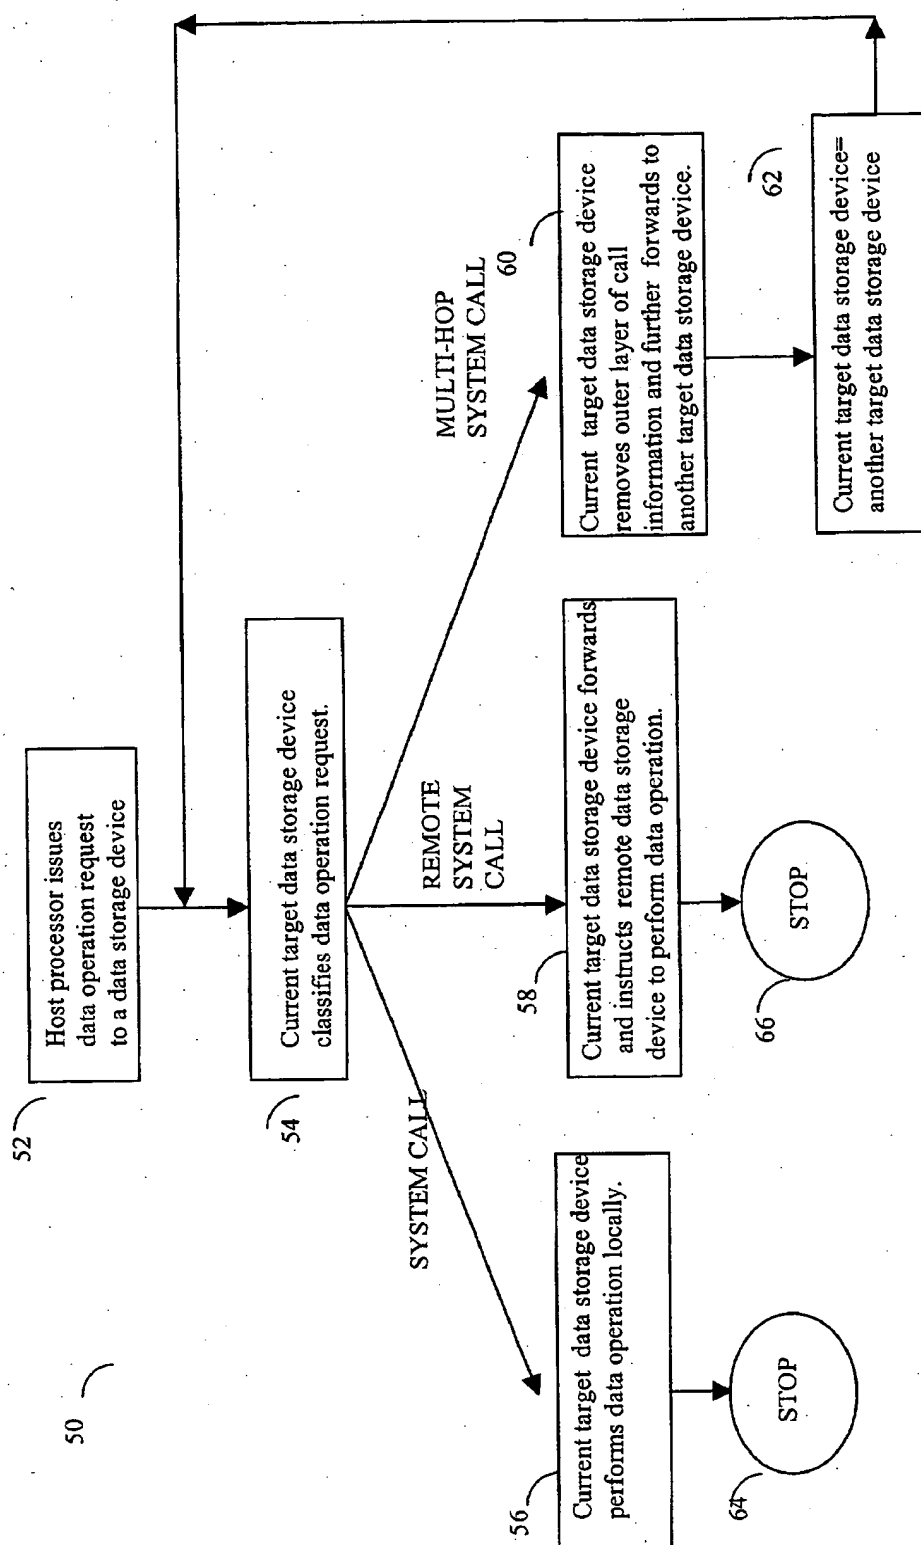 50
52
Host processor issues
data operation request
to a data storage device
54
Current target data storage device
classifies data operation request.
SYSTEM CALL
REMOTE
SYSTEM
CALL
MULTI-HOP
SYSTEM CALL
56
Current target data storage device
performs data operation locally.
58
Current target data storage device forwards
and instructs remote data storage
device to perform data operation.
60
Current target data storage device
removes outer layer of call
information and further forwards to
another target data storage device.
64
STOP
66
STOP
62
Current target data storage device=
another target data storage device